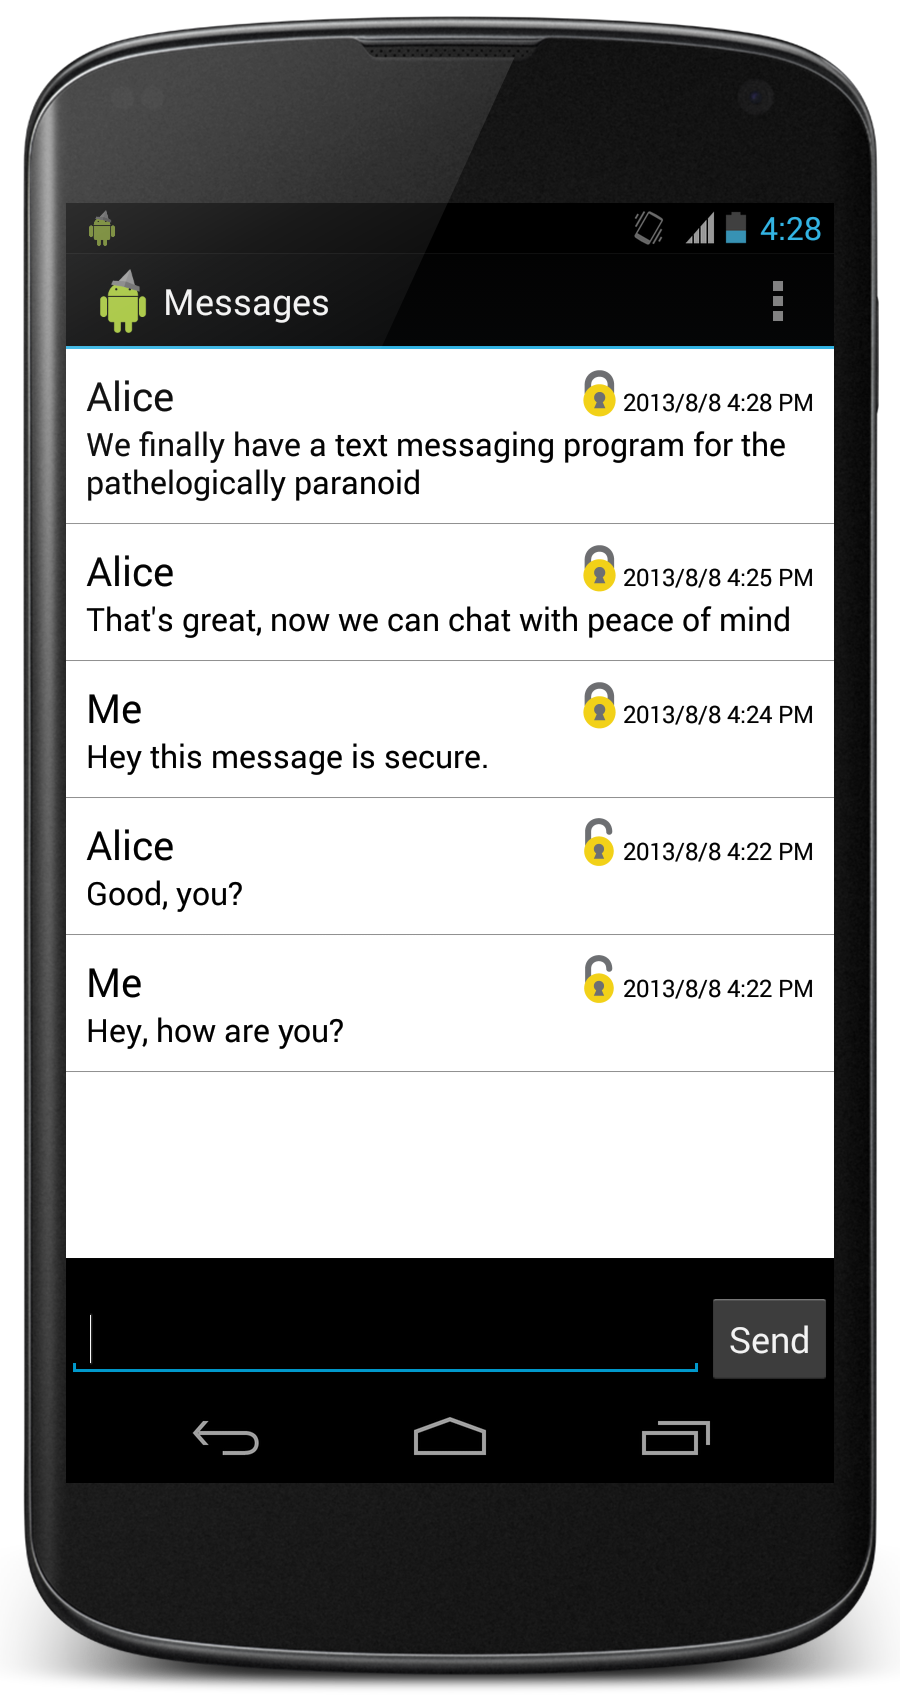 4:28
Messages
Alice
2013/8/8 4:28 PM
We finally have a text messaging program for the
pathelogically paranoid
Alice
2013/8/8 4:25 PM
That's great, now we can chat with peace of mind
Me
2013/8/8 4:24 PM
Hey this message is secure.
Alice
2013/8/8 4:22 PM
Good, you?
Me
2013/8/8 4:22 PM
Hey, how are you?
Send